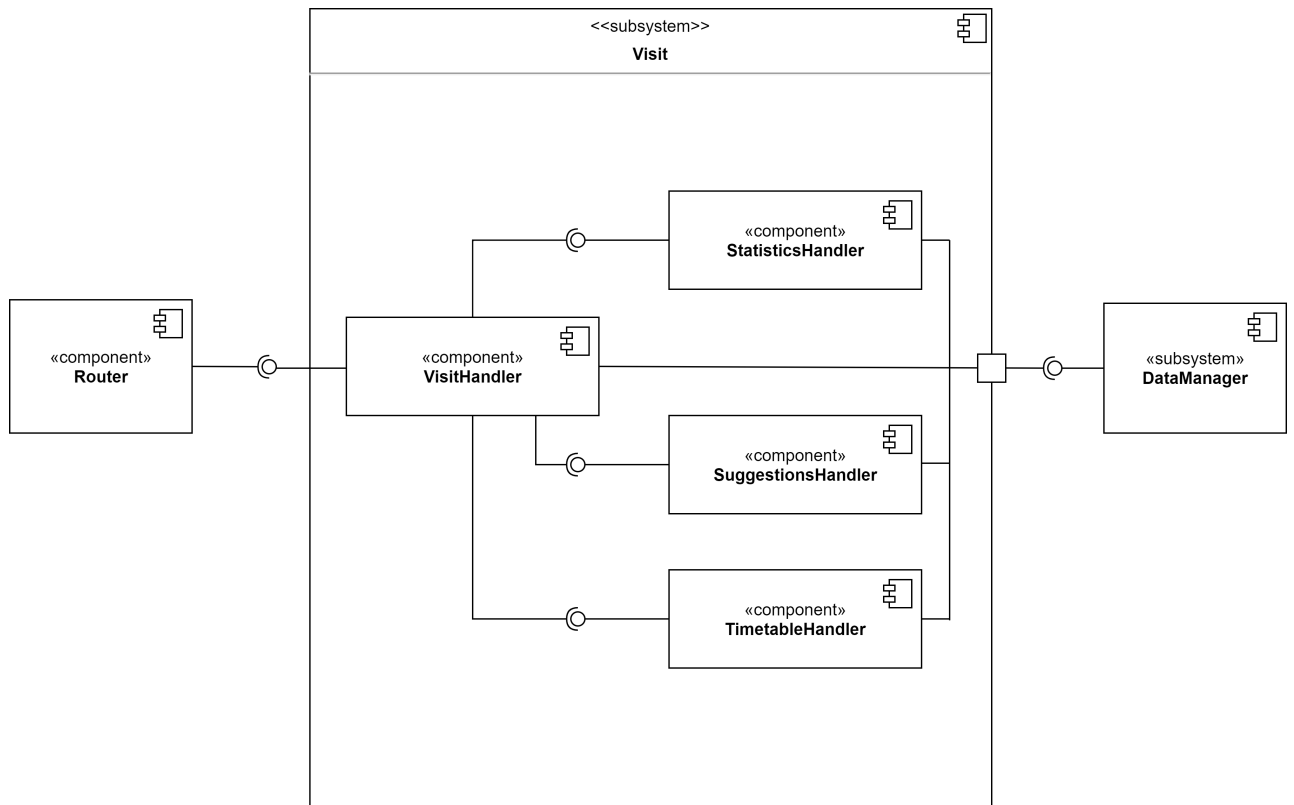 <<subsystem>>
Visit
«component»
StatisticsHandler
«component»
Router
«component»
VisitHandler
«subsystem»
DataManager
«component»
SuggestionsHandler
«component»
TimetableHandler